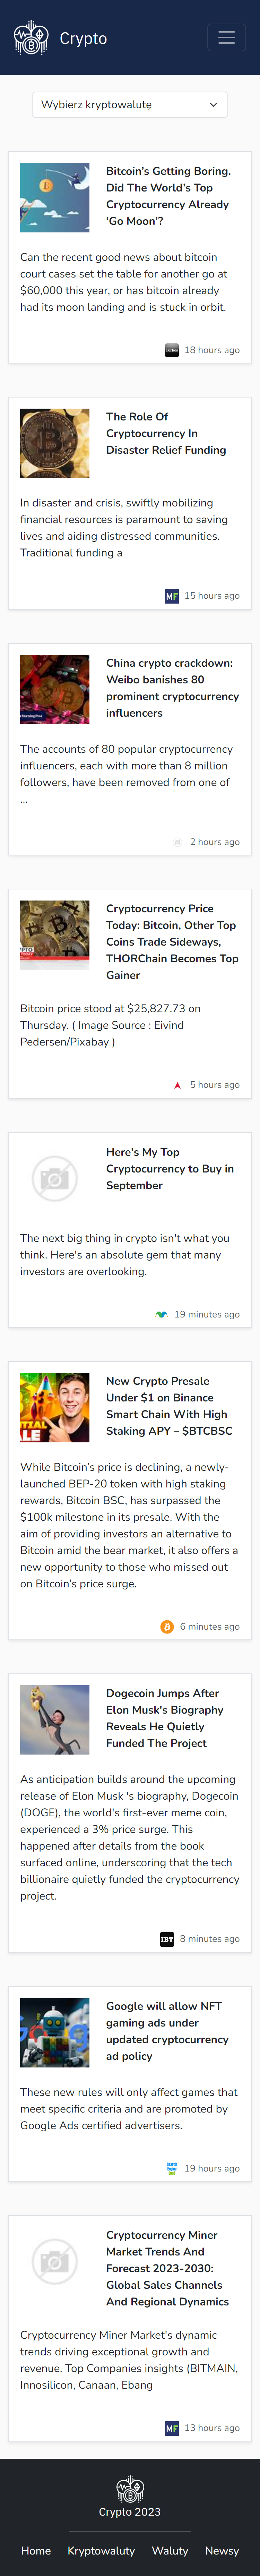 Crypto
Wybierz kryptowalutę
Bitcoin’s Getting Boring.
Did The World’s Top
Cryptocurrency Already
‘Go Moon’?
Can the recent good news about bitcoin
court cases set the table for another go at
$60,000 this year, or has bitcoin already
had its moon landing and is stuck in orbit.
18 hours ago
The Role Of
Cryptocurrency In
Disaster Relief Funding
In disaster and crisis, swiftly mobilizing
financial resources is paramount to saving
lives and aiding distressed communities.
Traditional funding a
MF 15 hours ago
China crypto crackdown:
Weibo banishes 80
prominent cryptocurrency
influencers
The accounts of 80 popular cryptocurrency
influencers, each with more than 8 million
followers, have been removed from one of
...
2 hours ago
Cryptocurrency Price
Today: Bitcoin, Other Top
Coins Trade Sideways,
THORChain Becomes Top
Gainer
Bitcoin price stood at $25,827.73 on
Thursday. ( Image Source : Eivind
Pedersen/Pixabay )
5 hours ago
Here's My Top
Cryptocurrency to Buy in
September
The next big thing in crypto isn't what you
think. Here's an absolute gem that many
investors are overlooking.
19 minutes ago
New Crypto Presale
Under $1 on Binance
Smart Chain With High
Staking APY – $BTCBSC
While Bitcoin’s price is declining, a newly-
launched BEP-20 token with high staking
rewards, Bitcoin BSC, has surpassed the
$100k milestone in its presale. With the
aim of providing investors an alternative to
Bitcoin amid the bear market, it also offers a
new opportunity to those who missed out
on Bitcoin’s price surge.
6 minutes ago
Dogecoin Jumps After
Elon Musk's Biography
Reveals He Quietly
Funded The Project
As anticipation builds around the upcoming
release of Elon Musk 's biography, Dogecoin
(DOGE), the world's first-ever meme coin,
experienced a 3% price surge. This
happened after details from the book
surfaced online, underscoring that the tech
billionaire quietly funded the cryptocurrency
project.
IBT 8 minutes ago
Google will allow NFT
gaming ads under
updated cryptocurrency
ad policy
These new rules will only affect games that
meet specific criteria and are promoted by
Google Ads certified advertisers.
19 hours ago
Cryptocurrency Miner
Market Trends And
Forecast 2023-2030:
Global Sales Channels
And Regional Dynamics
Cryptocurrency Miner Market's dynamic
trends driving exceptional growth and
revenue. Top Companies insights (BITMAIN,
Innosilicon, Canaan, Ebang
MF 13 hours ago
Crypto 2023
Home Kryptowaluty Waluty Newsy